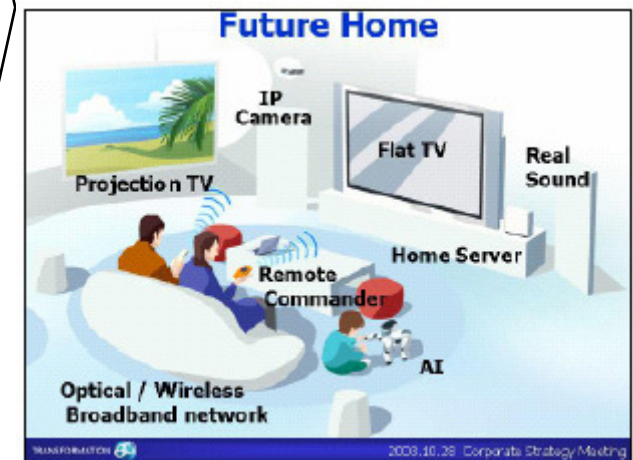 Future Home
IP
Camera
Flat TV
Real
Sound
Projection TV
Home Server
Remote
Commander
AI
Optical / Wireless
Broadband network
TRANSFORMATION 60
2003.10.28 Corporate Strategy Meeting